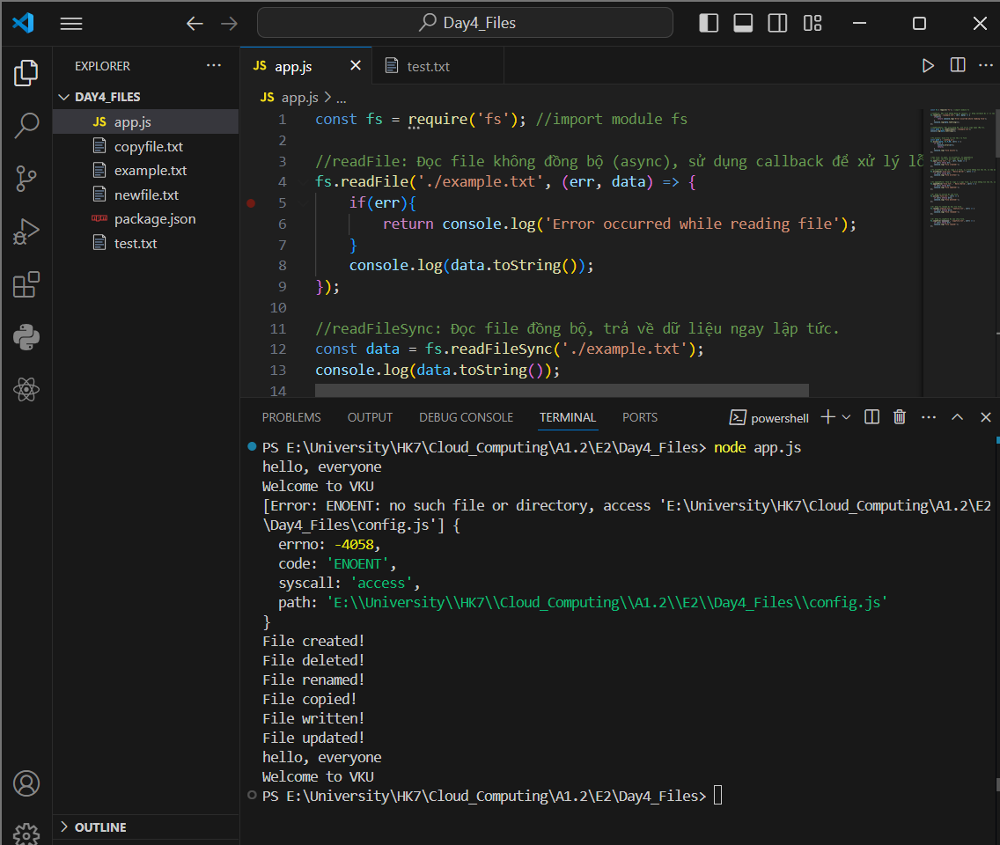 Day4_Files
EXPLORER
JS app.js
test.txt
DAY4_FILES
JS app.js
copyfile.txt
example.txt
newfile.txt
package.json
test.txt
OUTLINE
JS app.js > ...
1 const fs = require('fs'); //import module fs
2
3 //readFile: Đọc file không đồng bộ (async), sử dụng callback để xử lý lỗ
4 fs.readFile('./example.txt', (err, data) => {
5 if(err){
6 return console.log('Error occurred while reading file');
7 }
8 console.log(data.toString());
9 });
10
11 //readFileSync: Đọc file đồng bộ, trả về dữ liệu ngay lập tức.
12 const data = fs.readFileSync('./example.txt');
13 console.log(data.toString());
14
PROBLEMS OUTPUT DEBUG CONSOLE TERMINAL PORTS powershell
PS E:\University\HK7\Cloud_Computing\A1.2\E2\Day4_Files> node app.js
hello, everyone
Welcome to VKU
[Error: ENOENT: no such file or directory, access 'E:\University\HK7\Cloud_Computing\A1.2\E2
\Day4_Files\config.js'] {
errno: -4058,
code: 'ENOENT',
syscall: 'access',
path: 'E:\\University\\HK7\\Cloud_Computing\\A1.2\\E2\\Day4_Files\\config.js'
}
File created!
File deleted!
File renamed!
File copied!
File written!
File updated!
hello, everyone
Welcome to VKU
PS E:\University\HK7\Cloud_Computing\A1.2\E2\Day4_Files>